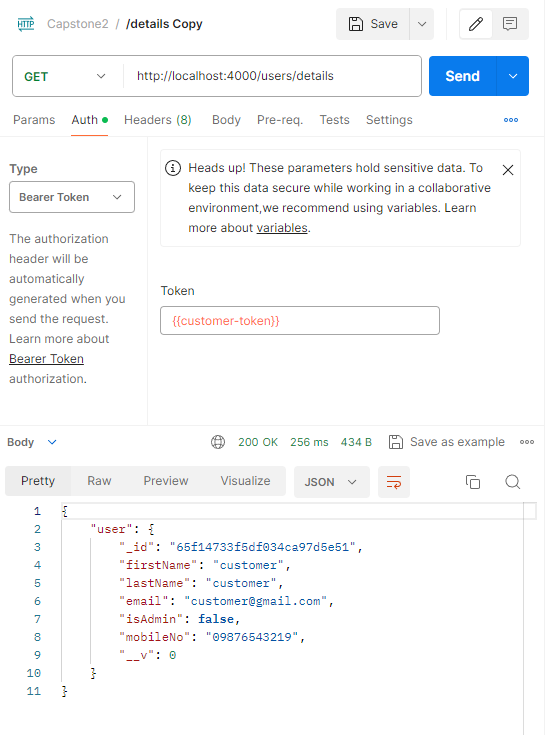 HTTP Capstone2 / /details Copy Save
GET http://localhost:4000/users/details Send
Params Auth Headers (8) Body Pre-req. Tests Settings
Type
Bearer Token
The authorization
header will be
automatically
generated when you
send the request.
Learn more about
Bearer Token
authorization.
Heads up! These parameters hold sensitive data. To
keep this data secure while working in a collaborative
environment,we recommend using variables. Learn
more about variables.
Token
{{customer-token}}
Body 200 OK 256 ms 434 B Save as example
Pretty Raw Preview Visualize JSON
1 {
2 "user": {
3 "_id": "65f14733f5df034ca97d5e51",
4 "firstName": "customer",
5 "lastName": "customer",
6 "email": "customer@gmail.com",
7 "isAdmin": false,
8 "mobileNo": "09876543219",
9 "__v": 0
10 }
11 }